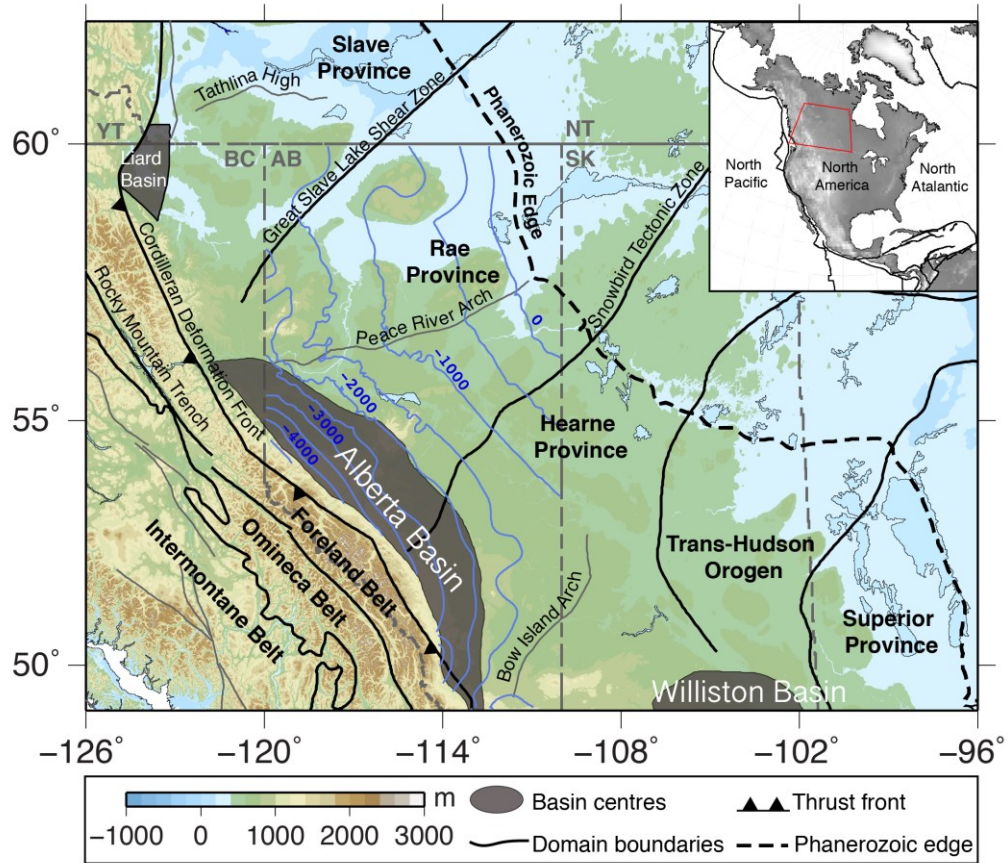 Slave
Province
Tathlina High
Great Slave Lake Shear Zone
Phanerozoic Edge
60°
YT
BC
AB
NT
SK
Liard
Basin
North
Pacific
North
America
North
Atalantic
Cordilleran Deformation Front
Rocky Mountain Trench
Rae
Province
Peace River Arch
Snowbird Tectonic Zone
0
-1000
-2000
-3000
-4000
55°
Hearne
Province
Alberta Basin
Foreland Belt
Omineca Belt
Intermontane Belt
Trans-Hudson
Orogen
Bow Island Arch
Superior
Province
50°
Williston Basin
−126°
−120°
−114°
−108°
−102°
−96°
m
−1000
0
1000
2000
3000
Basin centres
Thrust front
Domain boundaries
Phanerozoic edge